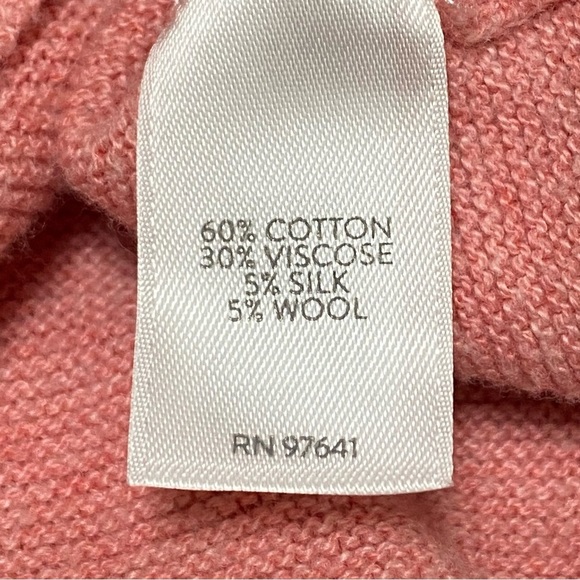 60% COTTON
30% VISCOSE
5% SILK
5% WOOL
RN 97641